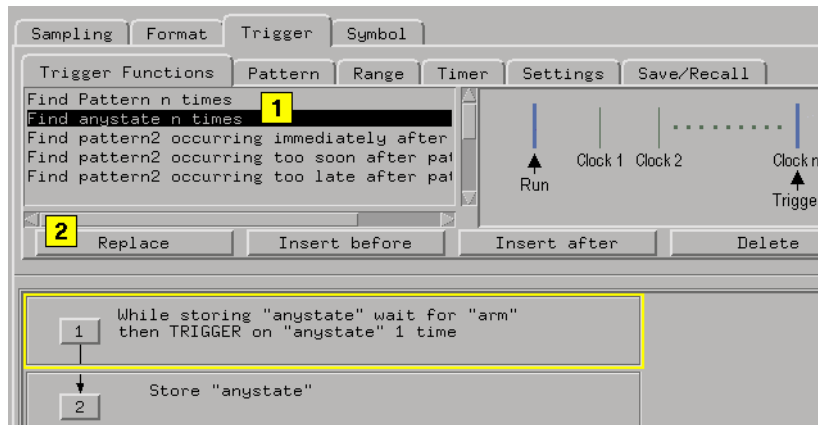 Sampling Format Trigger Symbol
Trigger Functions Pattern Range Timer Settings Save/Recall
Find Pattern n times
1
Find anystate n times
Find pattern2 occurring immediately after
Find pattern2 occurring too soon after pat
Find pattern2 occurring too late after pat
Run
Clock 1 Clock 2 Clock n
Trigge
2
Replace Insert before Insert after Delete
1
While storing "anystate" wait for "arm"
then TRIGGER on "anystate" 1 time
2
Store "anystate"